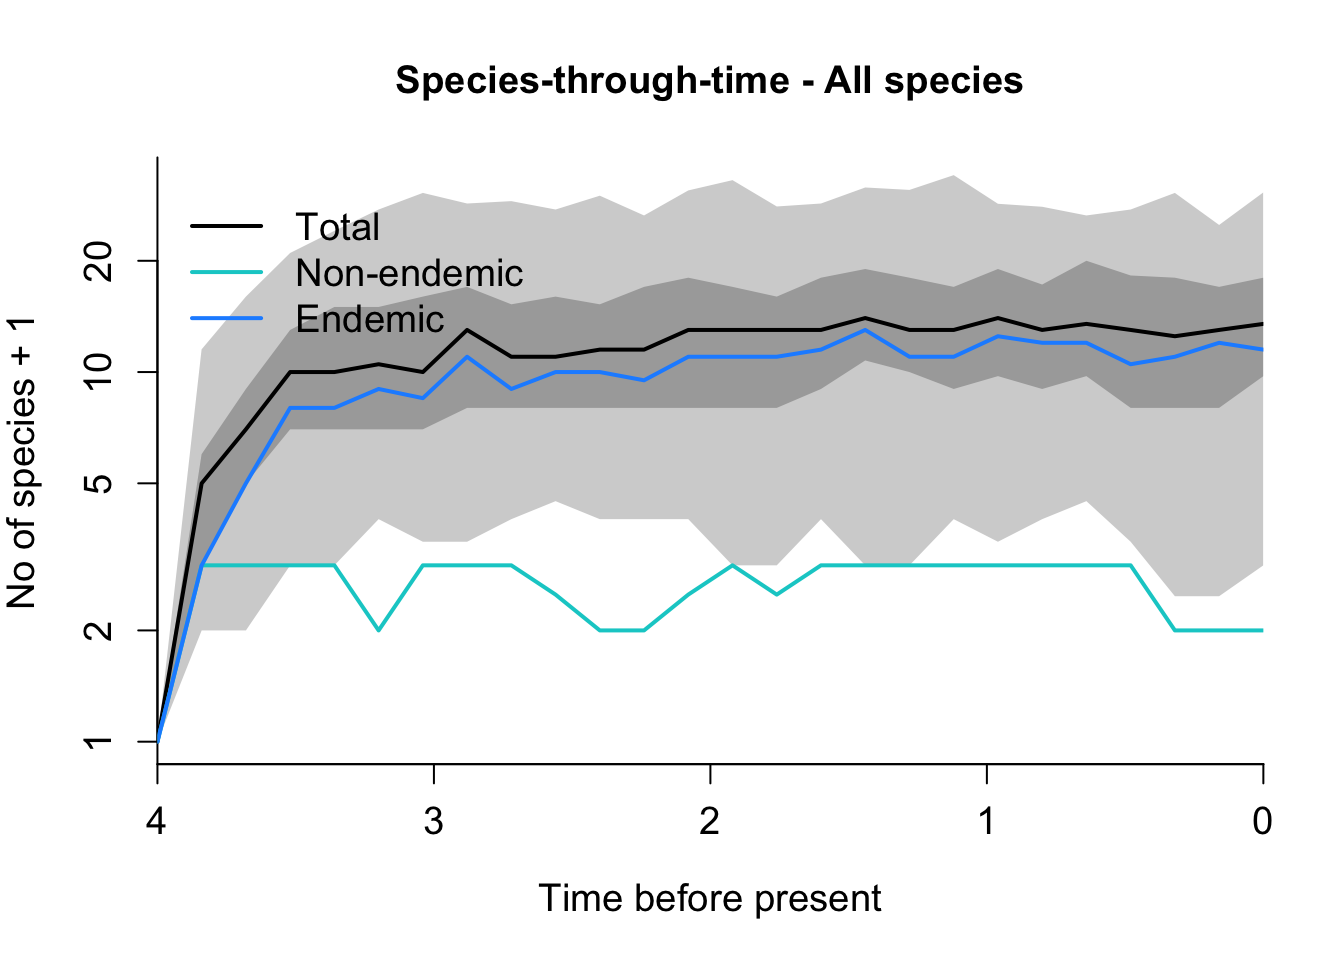 Species-through-time - All species
Total
Non-endemic
Endemic
No of species + 1
20
10
5
2
1
4 3 2 1 0
Time before present